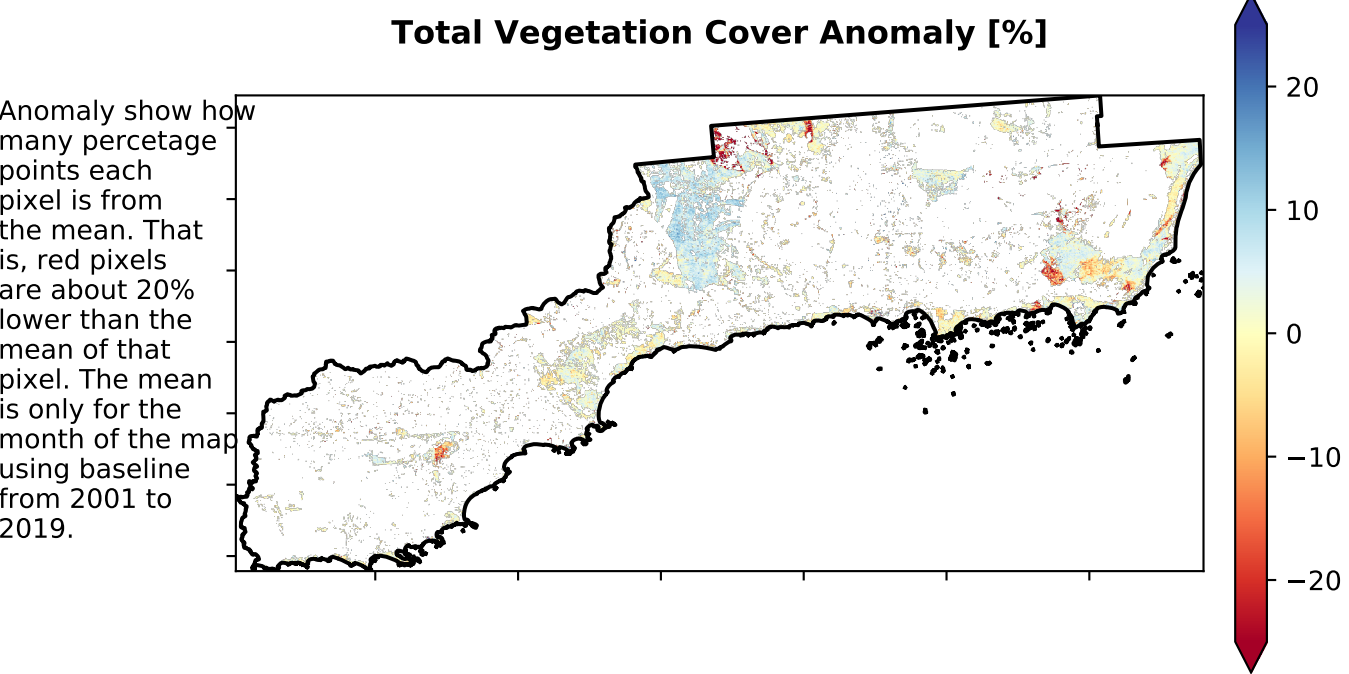 Total Vegetation Cover Anomaly [%]
Anomaly show how
many percetage
points each
pixel is from
the mean. That
is, red pixels
are about 20%
lower than the
mean of that
pixel. The mean
is only for the
month of the map
using baseline
from 2001 to
2019.
20
10
0
−10
−20